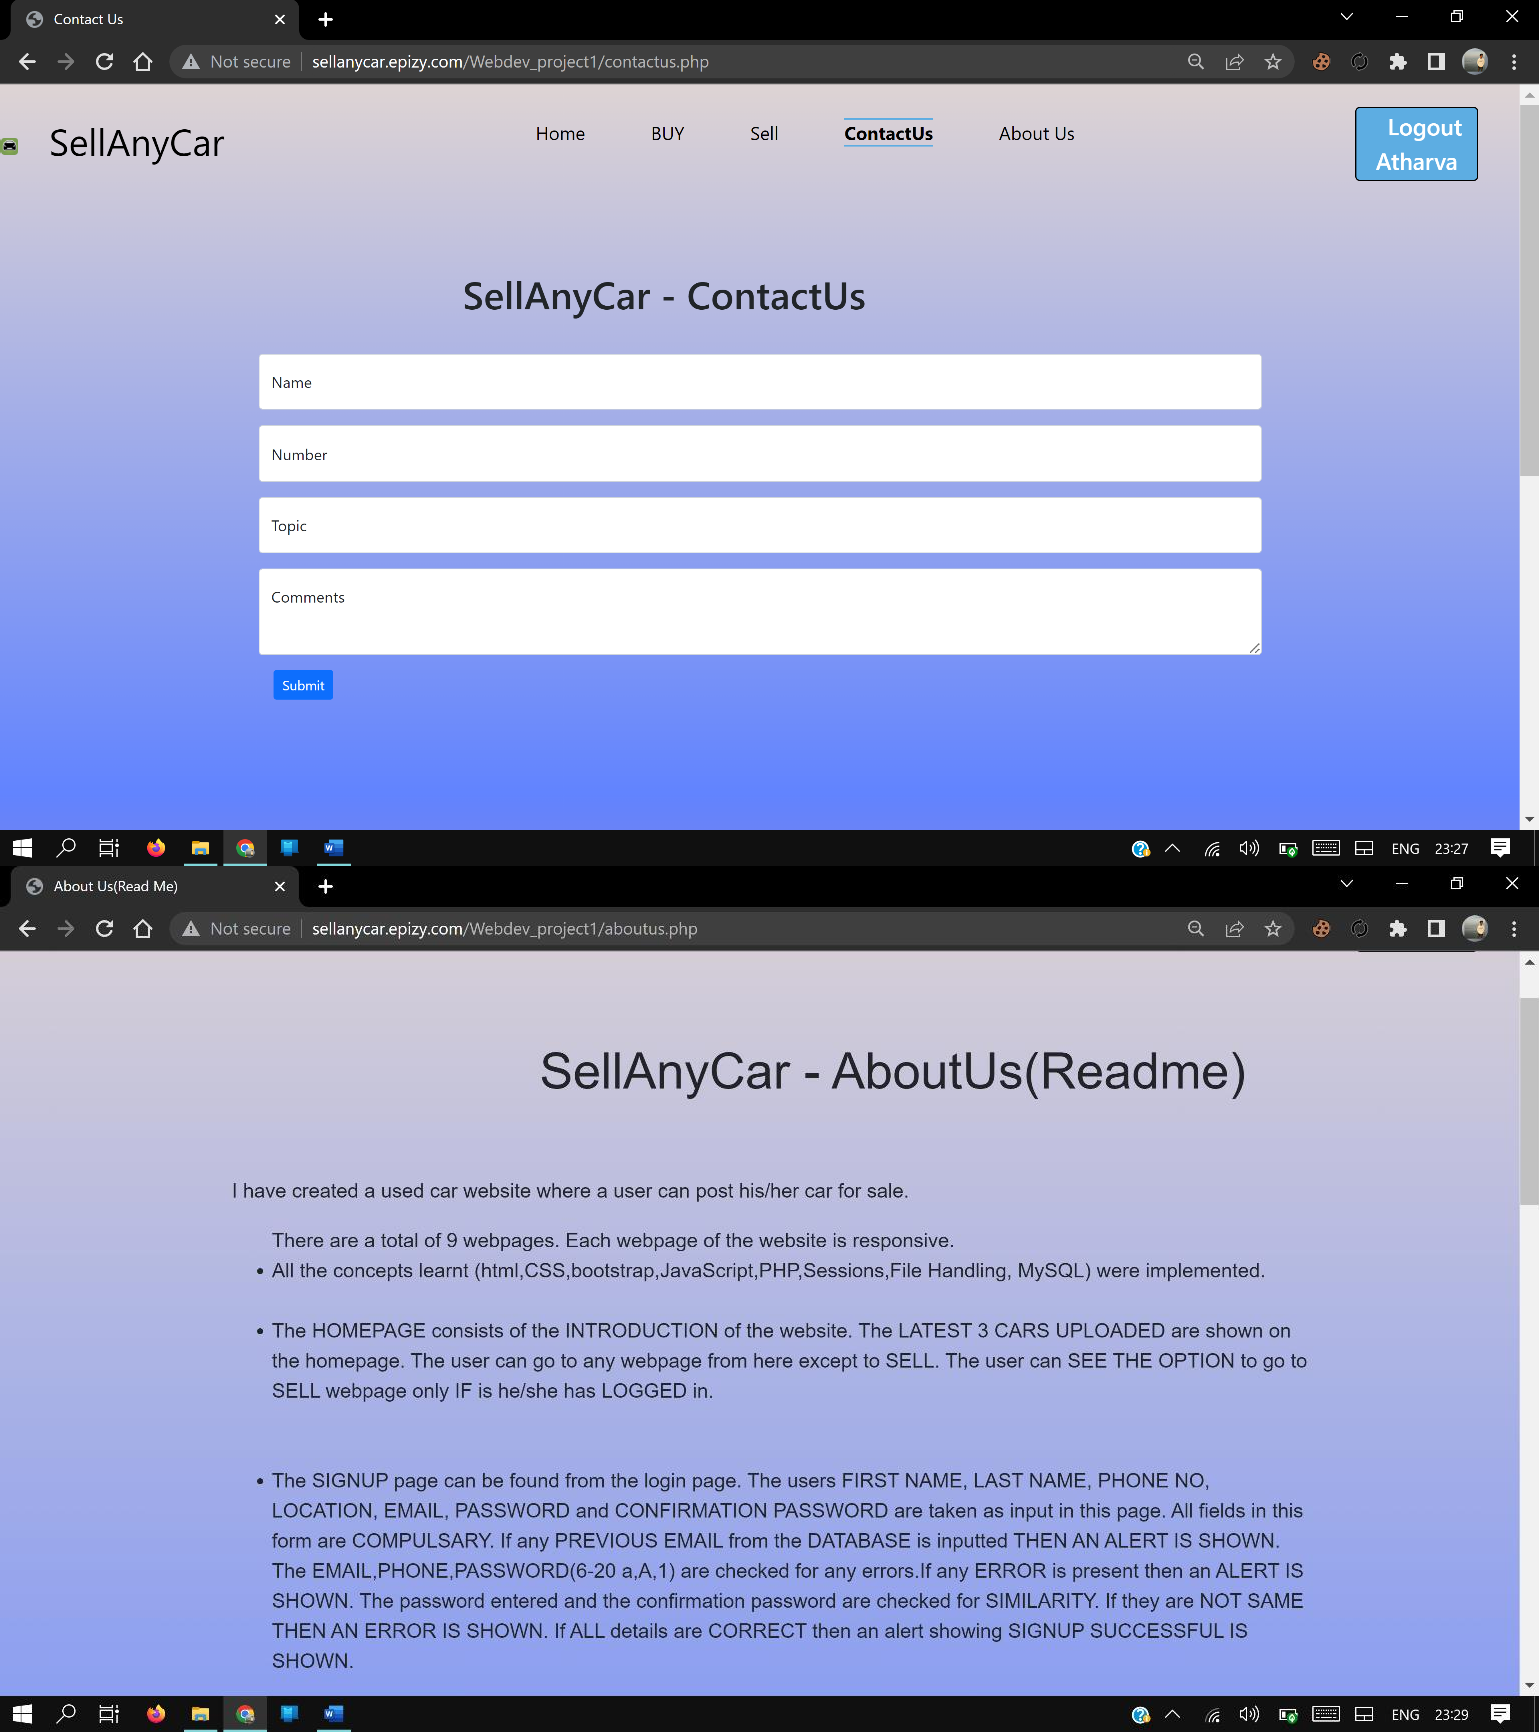 Contact Us
Not secure
sellanycar.epizy.com/Webdev_project1/contactus.php
SellAnyCar
Home
BUY
Sell
ContactUs
About Us
Logout
Atharva
SellAnyCar - ContactUs
Name
Number
Topic
Comments
Submit
ENG
23:27
About Us(Read Me)
Not secure
sellanycar.epizy.com/Webdev_project1/aboutus.php
SellAnyCar - AboutUs(Readme)
I have created a used car website where a user can post his/her car for sale.
There are a total of 9 webpages. Each webpage of the website is responsive.
• All the concepts learnt (html,CSS,bootstrap,JavaScript,PHP,Sessions,File Handling, MySQL) were implemented.
• The HOMEPAGE consists of the INTRODUCTION of the website. The LATEST 3 CARS UPLOADED are shown on
the homepage. The user can go to any webpage from here except to SELL. The user can SEE THE OPTION to go to
SELL webpage only IF is he/she has LOGGED in.
• The SIGNUP page can be found from the login page. The users FIRST NAME, LAST NAME, PHONE NO,
LOCATION, EMAIL, PASSWORD and CONFIRMATION PASSWORD are taken as input in this page. All fields in this
form are COMPULSARY. If any PREVIOUS EMAIL from the DATABASE is inputted THEN AN ALERT IS SHOWN.
The EMAIL,PHONE,PASSWORD(6-20 a,A,1) are checked for any errors.If any ERROR is present then an ALERT IS
SHOWN. The password entered and the confirmation password are checked for SIMILARITY. If they are NOT SAME
THEN AN ERROR IS SHOWN. If ALL details are CORRECT then an alert showing SIGNUP SUCCESSFUL IS
SHOWN.
ENG
23:29